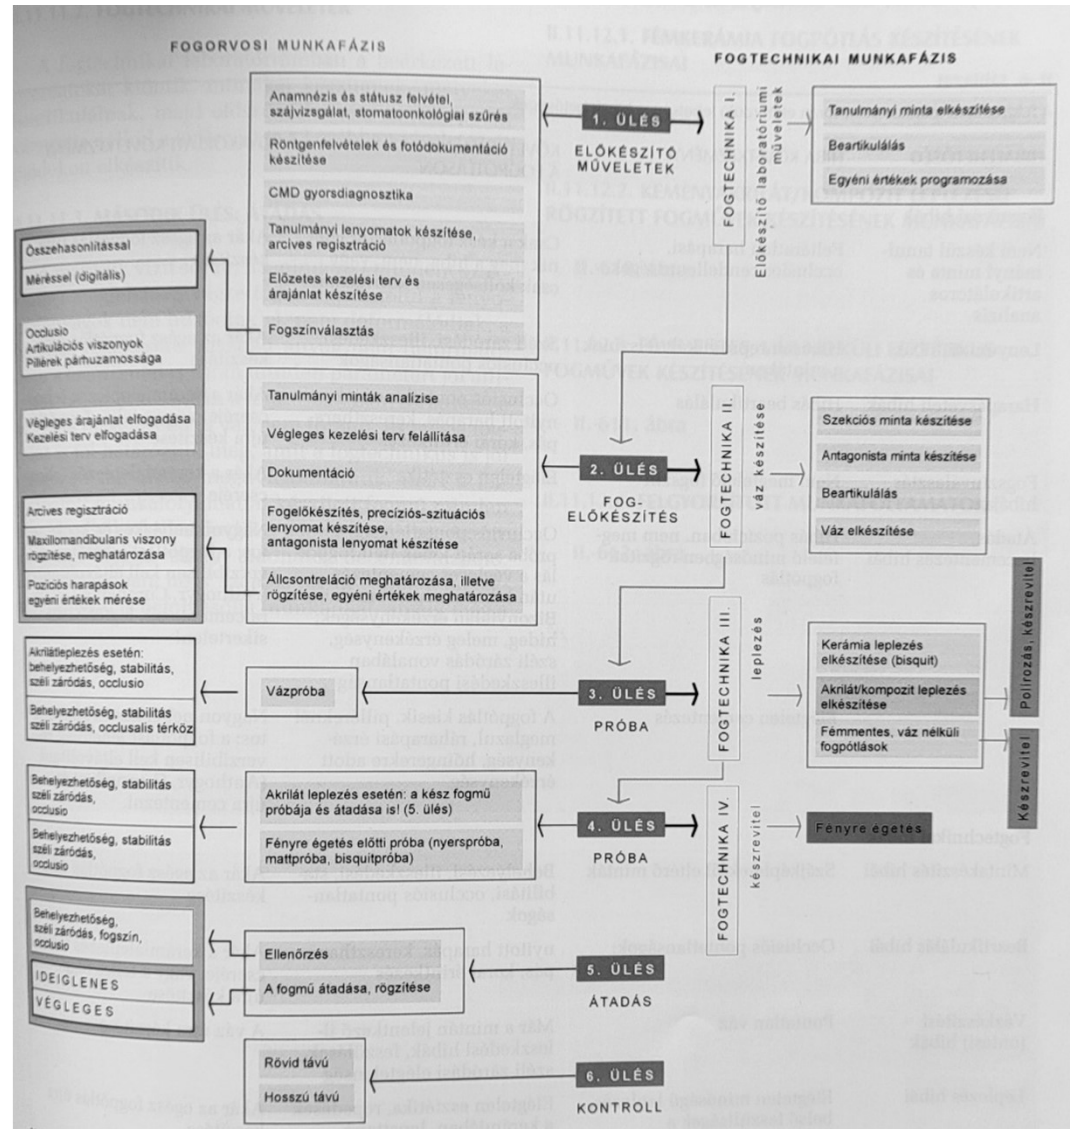 FOGORVOSI MUNKAFÁZIS
FOGTECHNIKAI MUNKAFÁZIS
Anamnézis és státusz felvétel,
szájvizsgálat, stomatoonkológiai szűrés
Röntgenfelvételek és fotódokumentáció
készítése
CMD gyorsdiagnosztika
Tanulmányi lenyomatok készítése,
arcives regisztráció
Előzetes kezelési terv és
árajánlat készítése
Fogszínválasztás
1. ÜLÉS
ELŐKÉSZÍTŐ
MŰVELETEK
FOGTECHNIKA I.
Előkészítő laboratóriumi
műveletek
Tanulmányi minta elkészítése
Beartikulálás
Egyéni értékek programozása
Összehasonlítással
Méréssel (digitális)
Occlusio
Artikulációs viszonyok
Pillérek párhuzamossága
Végleges árajánlat elfogadása
Kezelési terv elfogadása
Arcives regisztráció
Maxillomandibularis viszony
rögzítése, meghatározása
Pozíciós harapások
egyéni értékek mérése
Tanulmányi minták analízise
Végleges kezelési terv felállítása
Dokumentáció
Fogelőkészítés, precíziós-szituációs
lenyomat készítése,
antagonista lenyomat készítése
Állcsontreláció meghatározása, illetve
rögzítése, egyéni értékek meghatározása
2. ÜLÉS
FOG-
ELŐKÉSZÍTÉS
FOGTECHNIKA II.
váz készítése
Szekciós minta készítése
Antagonista minta készítése
Beartikulálás
Váz elkészítése
Akrilátleplezés esetén:
behelyezhetőség, stabilitás,
széli záródás, occlusio
Behelyezhetőség, stabilitás
széli záródás, occlusalis térköz
Vázpróba
3. ÜLÉS
PRÓBA
FOGTECHNIKA III.
leplezés
Kerámia leplezés
elkészítése (bisquit)
Akrilát/kompozit leplezés
elkészítése
Fémmentes, váz nélküli
fogpótlások
Polírozás, készrevitel
Készrevitel
Behelyezhetőség, stabilitás
széli záródás,
occlusio
Behelyezhetőség, stabilitás
széli záródás,
occlusio
Akrilát leplezés esetén: a kész fogmű
próbája és átadása is! (5. ülés)
Fényre égetés előtti próba (nyerspróba,
mattpróba, bisquitpróba)
4. ÜLÉS
PRÓBA
FOGTECHNIKA IV.
készrevitel
Fényre égetés
Behelyezhetőség,
széli záródás, fogszín,
occlusio
IDEIGLENES
VÉGLEGES
Ellenőrzés
A fogmű átadása, rögzítése
5. ÜLÉS
ÁTADÁS
Rövid távú
Hosszú távú
6. ÜLÉS
KONTROLL